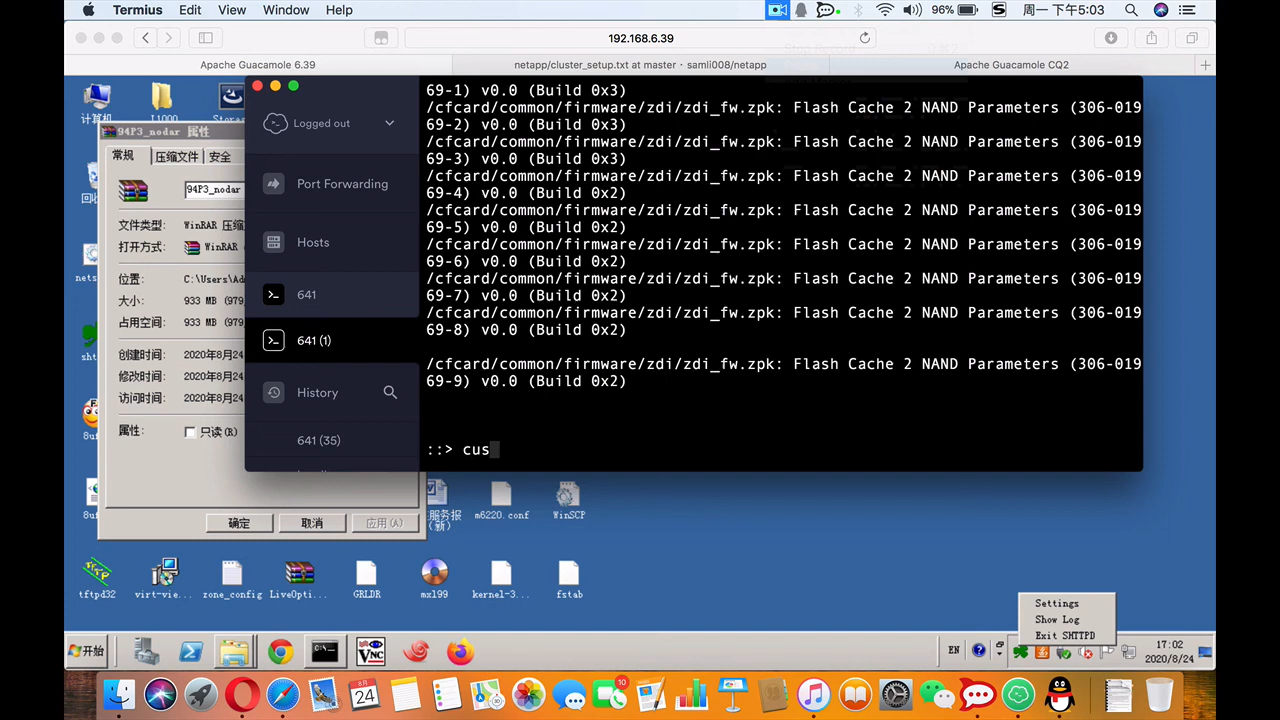 Termius Edit View Window Help
96% 周一下午5:03
192.168.6.39
Apache Guacamole 6.39
netapp/cluster_setup.txt at master · samli008/netapp
Apache Guacamole CQ2
计算机
94P3_nodar 属性
常规 压缩文件 安全
94P3_nodar
文件类型: WinRAR 压缩
打开方式: WinRAR
位置: C:\Users\Ad
大小: 933 MB (979,
占用空间: 933 MB (979,
创建时间: 2020年8月24
修改时间: 2020年8月24
访问时间: 2020年8月24
属性: 只读(R)
确定 取消 应用(A)
Logged out
Port Forwarding
Hosts
641
641 (1)
History
641 (35)
69-1) v0.0 (Build 0x3)
/cfcard/common/firmware/zdi/zdi_fw.zpk: Flash Cache 2 NAND Parameters (306-019
69-2) v0.0 (Build 0x3)
/cfcard/common/firmware/zdi/zdi_fw.zpk: Flash Cache 2 NAND Parameters (306-019
69-3) v0.0 (Build 0x3)
/cfcard/common/firmware/zdi/zdi_fw.zpk: Flash Cache 2 NAND Parameters (306-019
69-4) v0.0 (Build 0x2)
/cfcard/common/firmware/zdi/zdi_fw.zpk: Flash Cache 2 NAND Parameters (306-019
69-5) v0.0 (Build 0x2)
/cfcard/common/firmware/zdi/zdi_fw.zpk: Flash Cache 2 NAND Parameters (306-019
69-6) v0.0 (Build 0x2)
/cfcard/common/firmware/zdi/zdi_fw.zpk: Flash Cache 2 NAND Parameters (306-019
69-7) v0.0 (Build 0x2)
/cfcard/common/firmware/zdi/zdi_fw.zpk: Flash Cache 2 NAND Parameters (306-019
69-8) v0.0 (Build 0x2)
/cfcard/common/firmware/zdi/zdi_fw.zpk: Flash Cache 2 NAND Parameters (306-019
69-9) v0.0 (Build 0x2)
::> cus
m6220.conf WinSCP
tftpd32 virt-vie... zone_config LiveOpti... GRLDR mxl99 kernel-3... fstab
Settings
Show Log
Exit SHTTPD
开始
EN
17:02
2020/8/24
8月
24
10